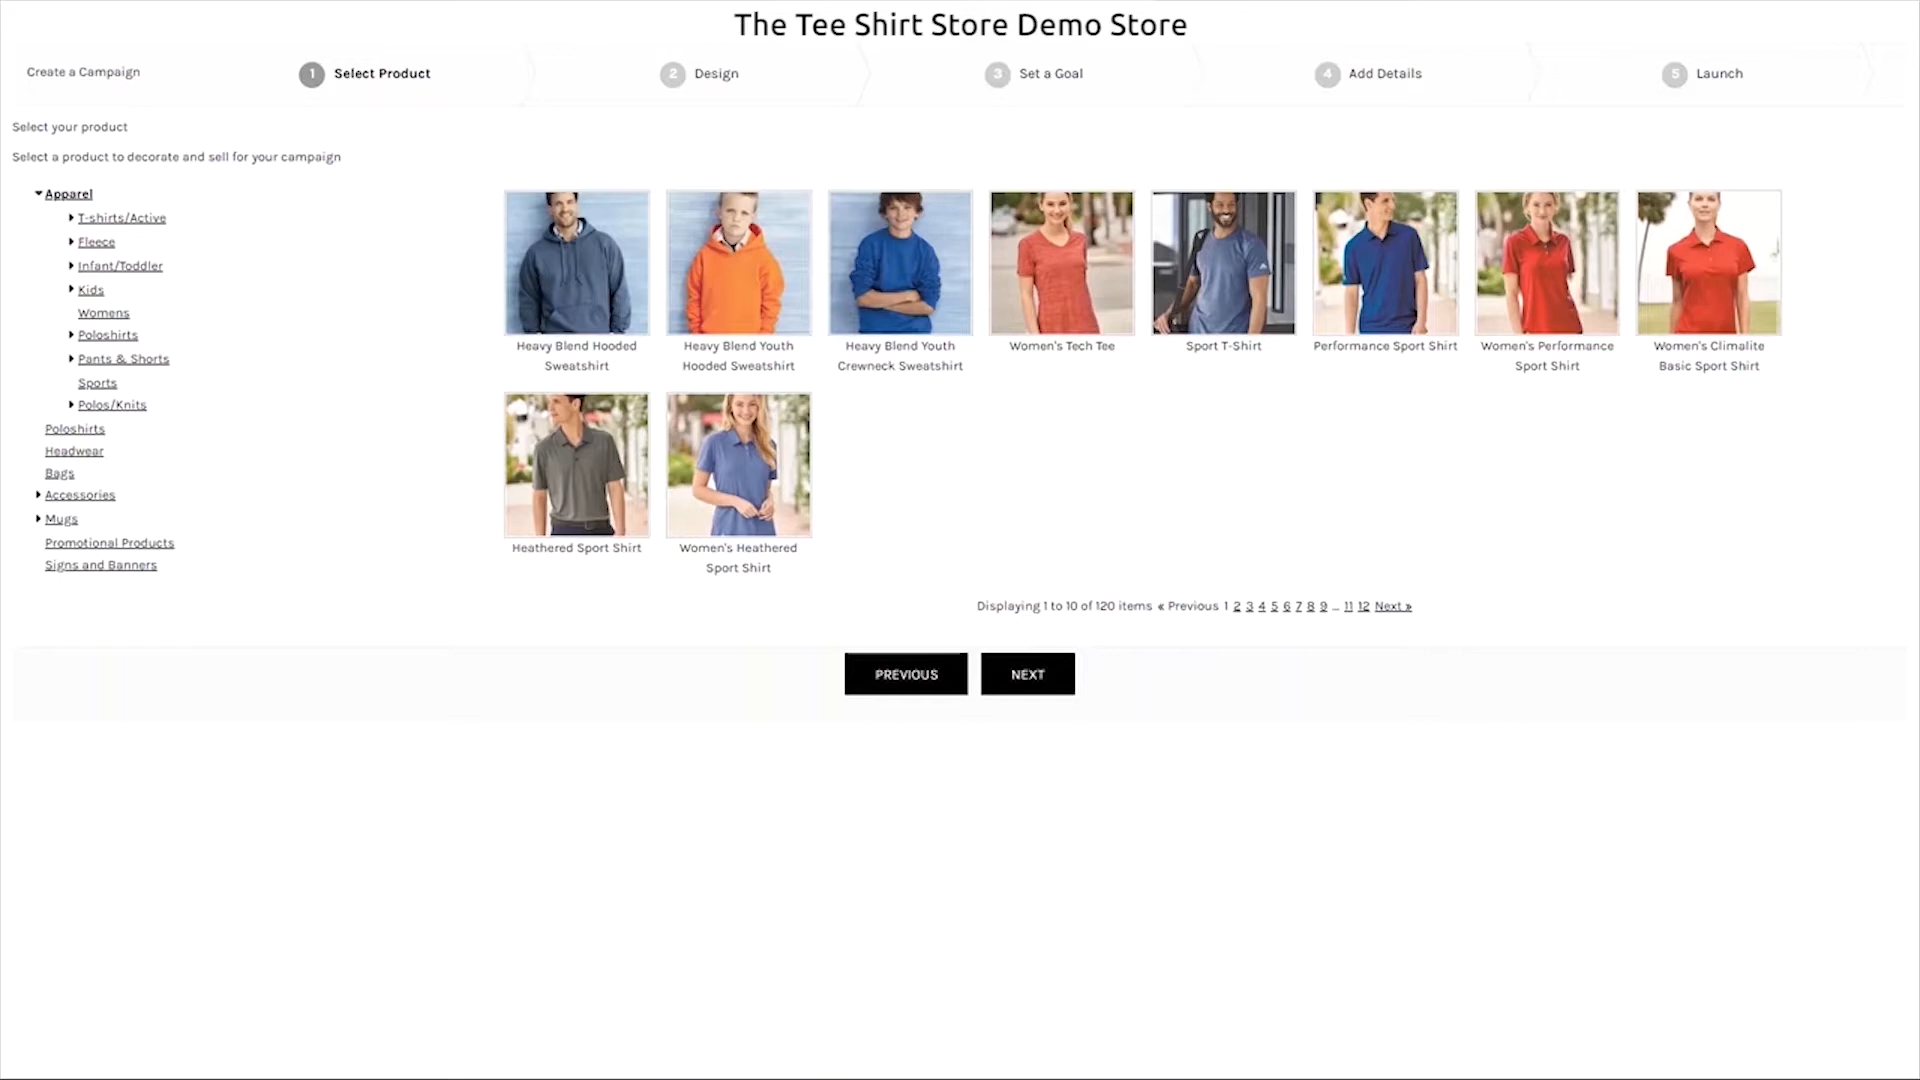 The Tee Shirt Store Demo Store
Create a Campaign
1 Select Product
2 Design
3 Set a Goal
4 Add Details
5 Launch
Select your product
Select a product to decorate and sell for your campaign
Apparel
T-shirts/Active
Fleece
Infant/Toddler
Kids
Womens
Poloshirts
Pants & Shorts
Sports
Polos/Knits
Poloshirts
Headwear
Bags
Accessories
Mugs
Promotional Products
Signs and Banners
Heavy Blend Hooded
Sweatshirt
Heavy Blend Youth
Hooded Sweatshirt
Heavy Blend Youth
Crewneck Sweatshirt
Women's Tech Tee
Sport T-Shirt
Performance Sport Shirt
Women's Performance
Sport Shirt
Women's Climalite
Basic Sport Shirt
Heathered Sport Shirt
Women's Heathered
Sport Shirt
Displaying 1 to 10 of 120 items « Previous 1 2 3 4 5 6 7 8 9 ... 11 12 Next »
PREVIOUS
NEXT